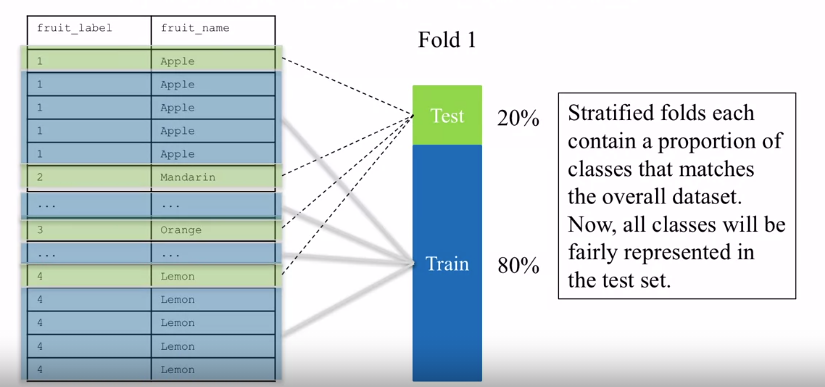 fruit_label fruit_name
1 Apple
1 Apple
1 Apple
1 Apple
1 Apple
2 Mandarin
... ...
3 Orange
... ...
4 Lemon
4 Lemon
4 Lemon
4 Lemon
4 Lemon
Fold 1
Test 20%
Train 80%
Stratified folds each
contain a proportion of
classes that matches
the overall dataset.
Now, all classes will be
fairly represented in
the test set.